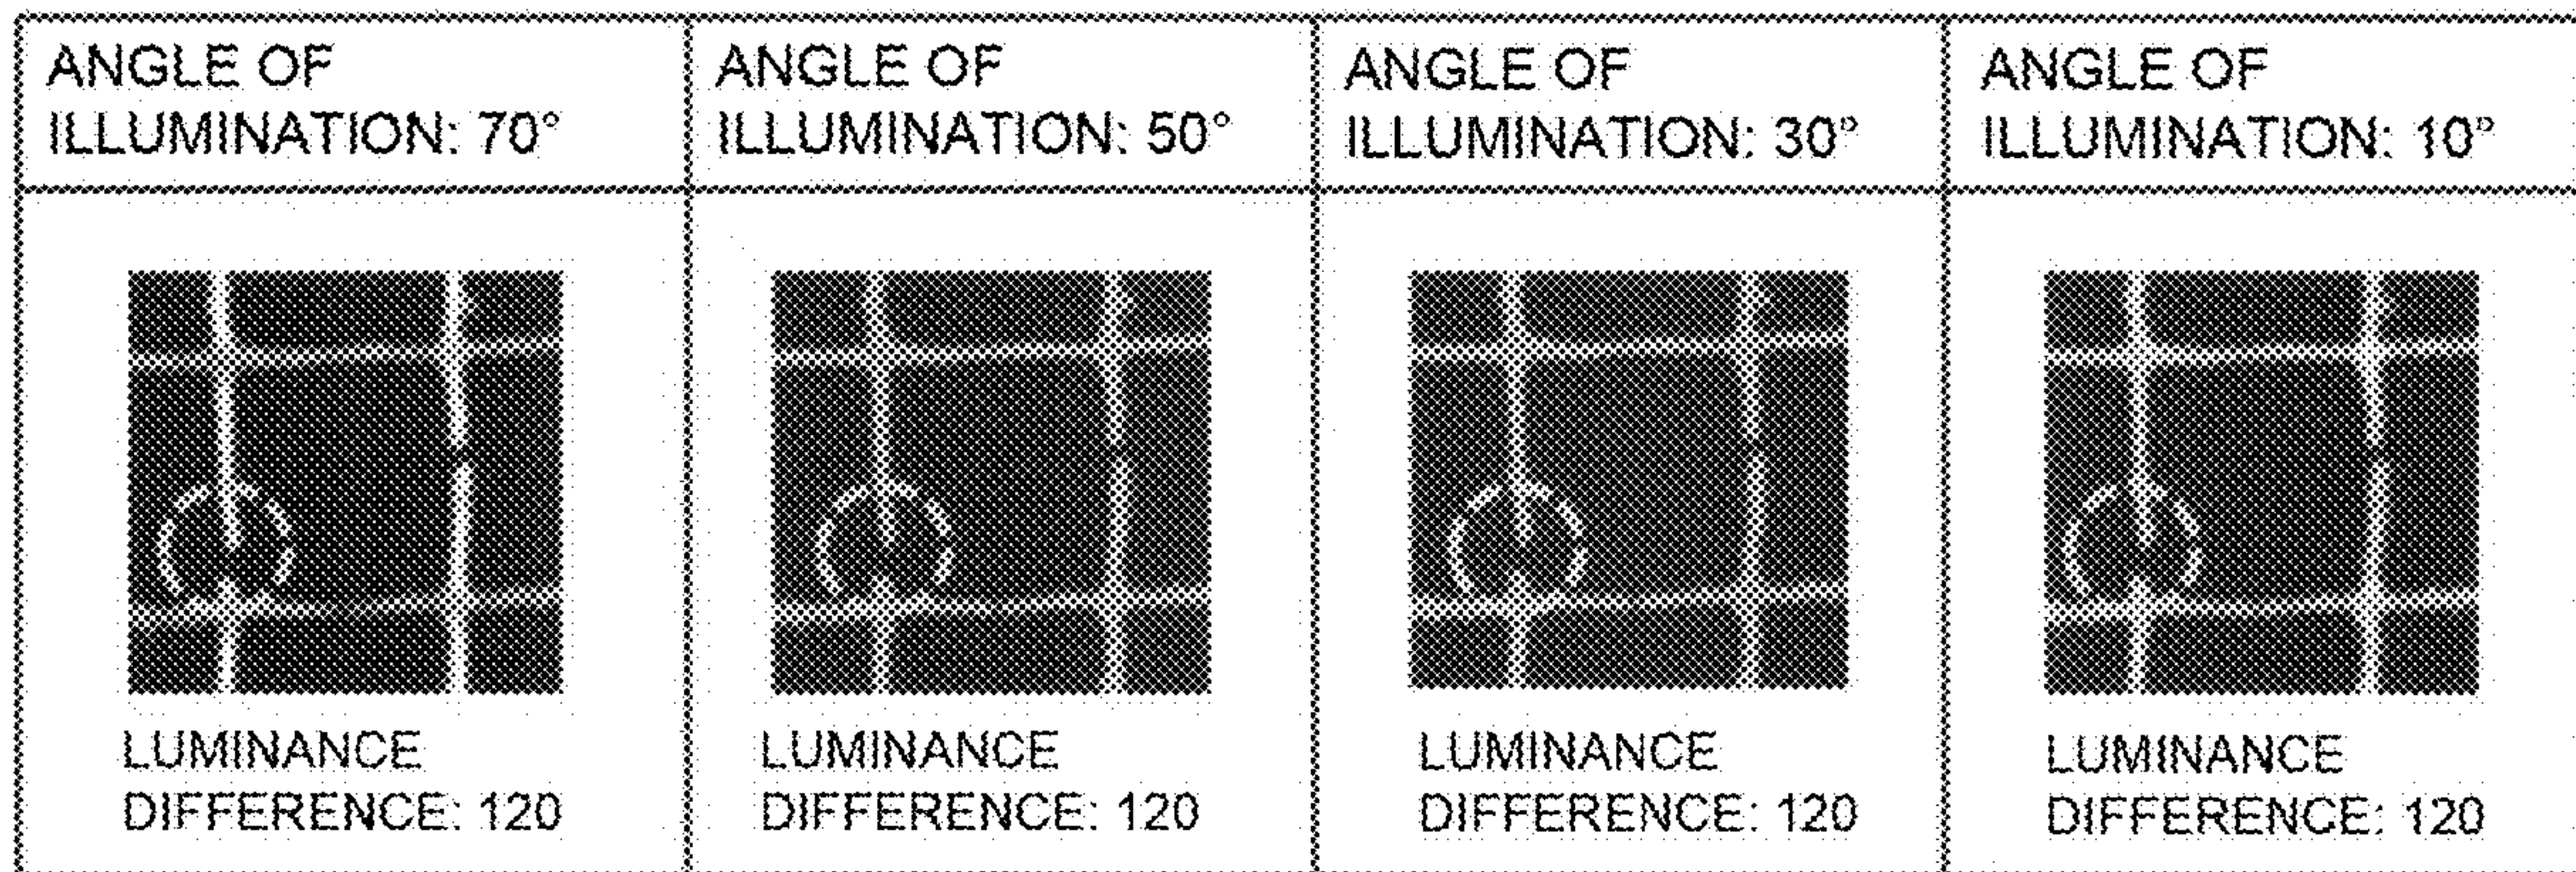 ANGLE OF
ILLUMINATION: 70°
ANGLE OF
ILLUMINATION: 50°
ANGLE OF
ILLUMINATION: 30°
ANGLE OF
ILLUMINATION: 10°
LUMINANCE
DIFFERENCE: 120
LUMINANCE
DIFFERENCE: 120
LUMINANCE
DIFFERENCE: 120
LUMINANCE
DIFFERENCE: 120